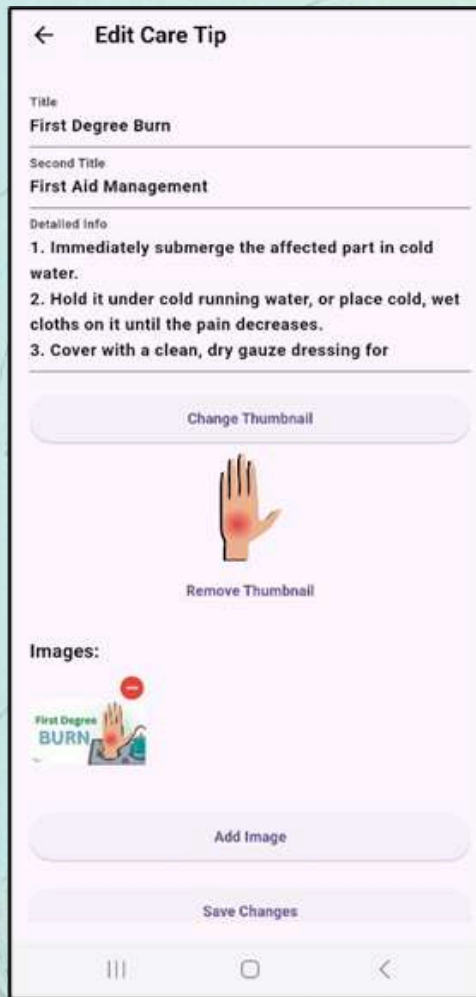 Edit Care Tip
Title
First Degree Burn
Second Title
First Aid Management
Detailed Info
1. Immediately submerge the affected part in cold
water.
2. Hold it under cold running water, or place cold, wet
cloths on it until the pain decreases.
3. Cover with a clean, dry gauze dressing for
Change Thumbnail
Remove Thumbnail
Images:
First Degree
BURN
Add Image
Save Changes